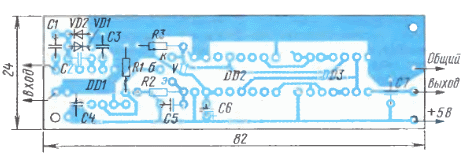 C1 VD2 VD1 C3 R3
24 Вход C2 R1 Б К Э DD2 DD3 C7 Общий
DD1 R2 Выход
C4 C5 C6 +5В
82